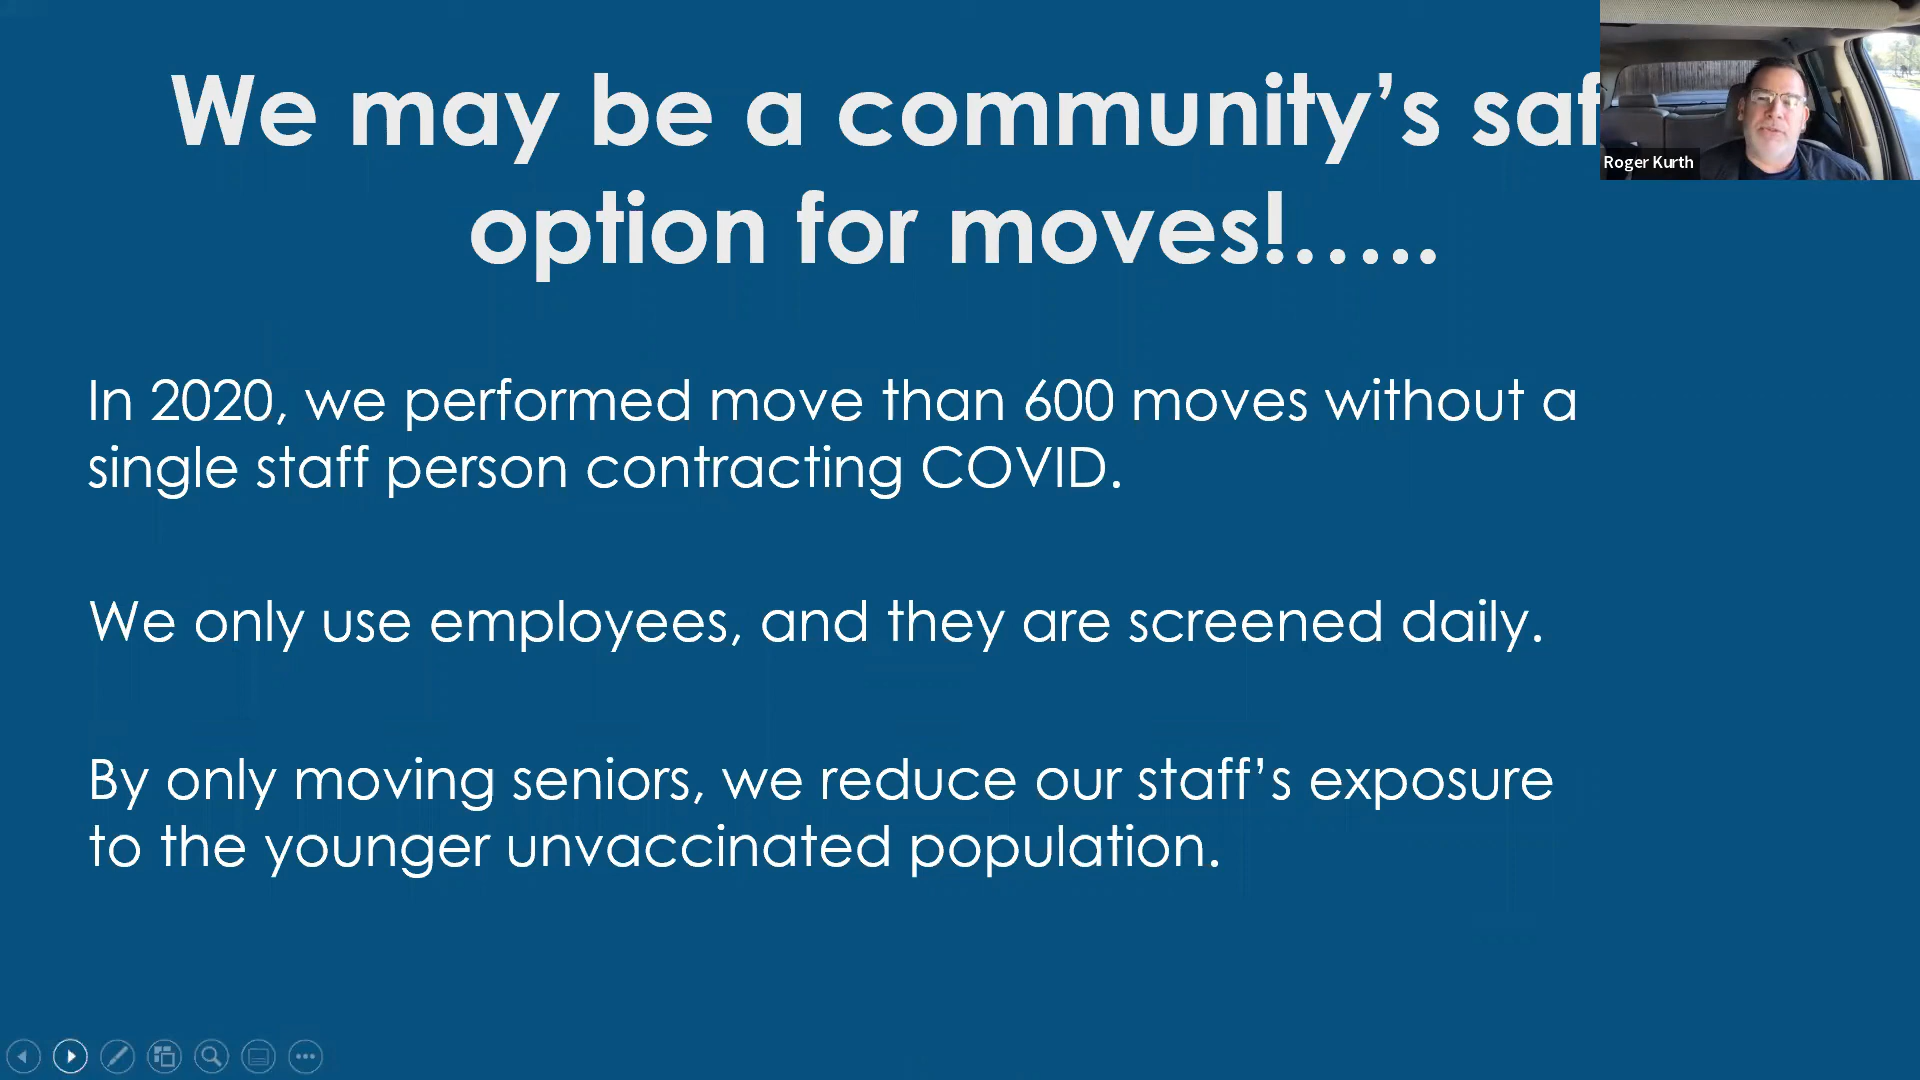 We may be a community’s saf
option for moves!…..
Roger Kurth
In 2020, we performed move than 600 moves without a
single staff person contracting COVID.
We only use employees, and they are screened daily.
By only moving seniors, we reduce our staff’s exposure
to the younger unvaccinated population.